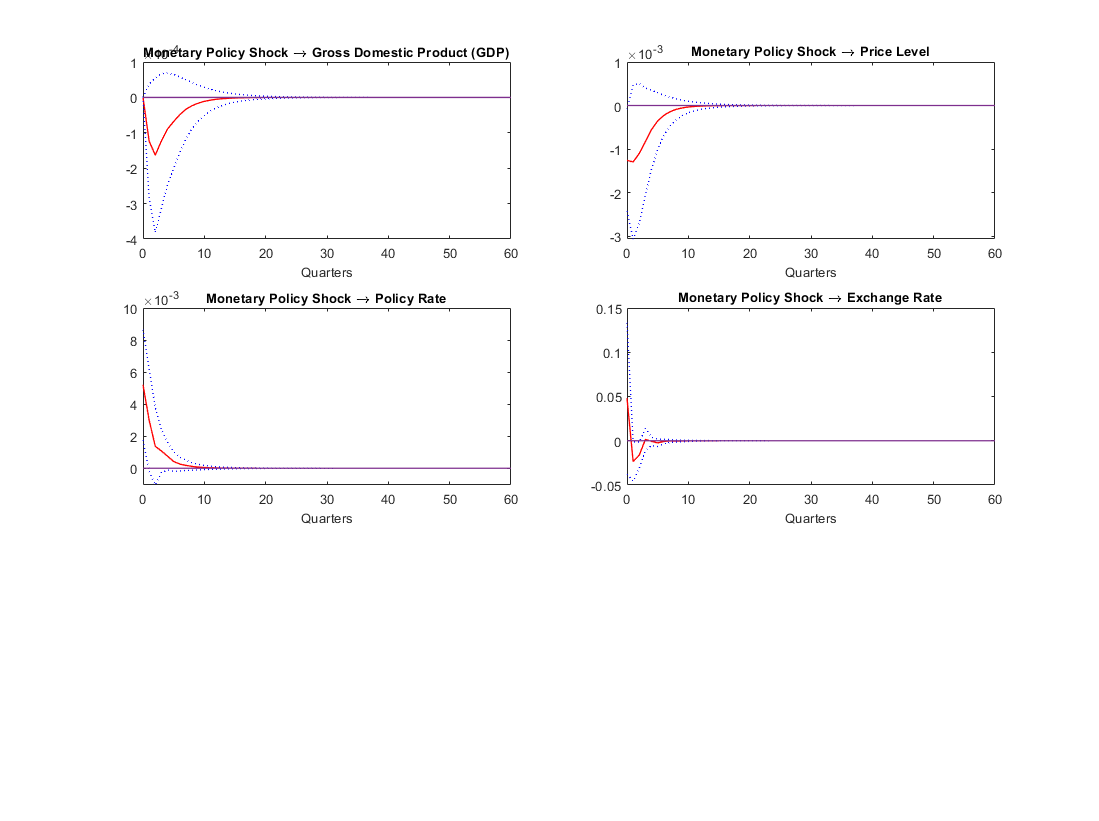 Monetary Policy Shock → Gross Domestic Product (GDP)
1
0
-1
-2
-3
-4
0 10 20 30 40 50 60
Quarters
Monetary Policy Shock → Price Level
×10-3
1
0
-1
-2
-3
0 10 20 30 40 50 60
Quarters
Monetary Policy Shock → Policy Rate
×10-3
10
8
6
4
2
0
0 10 20 30 40 50 60
Quarters
Monetary Policy Shock → Exchange Rate
0.15
0.1
0.05
0
-0.05
0 10 20 30 40 50 60
Quarters